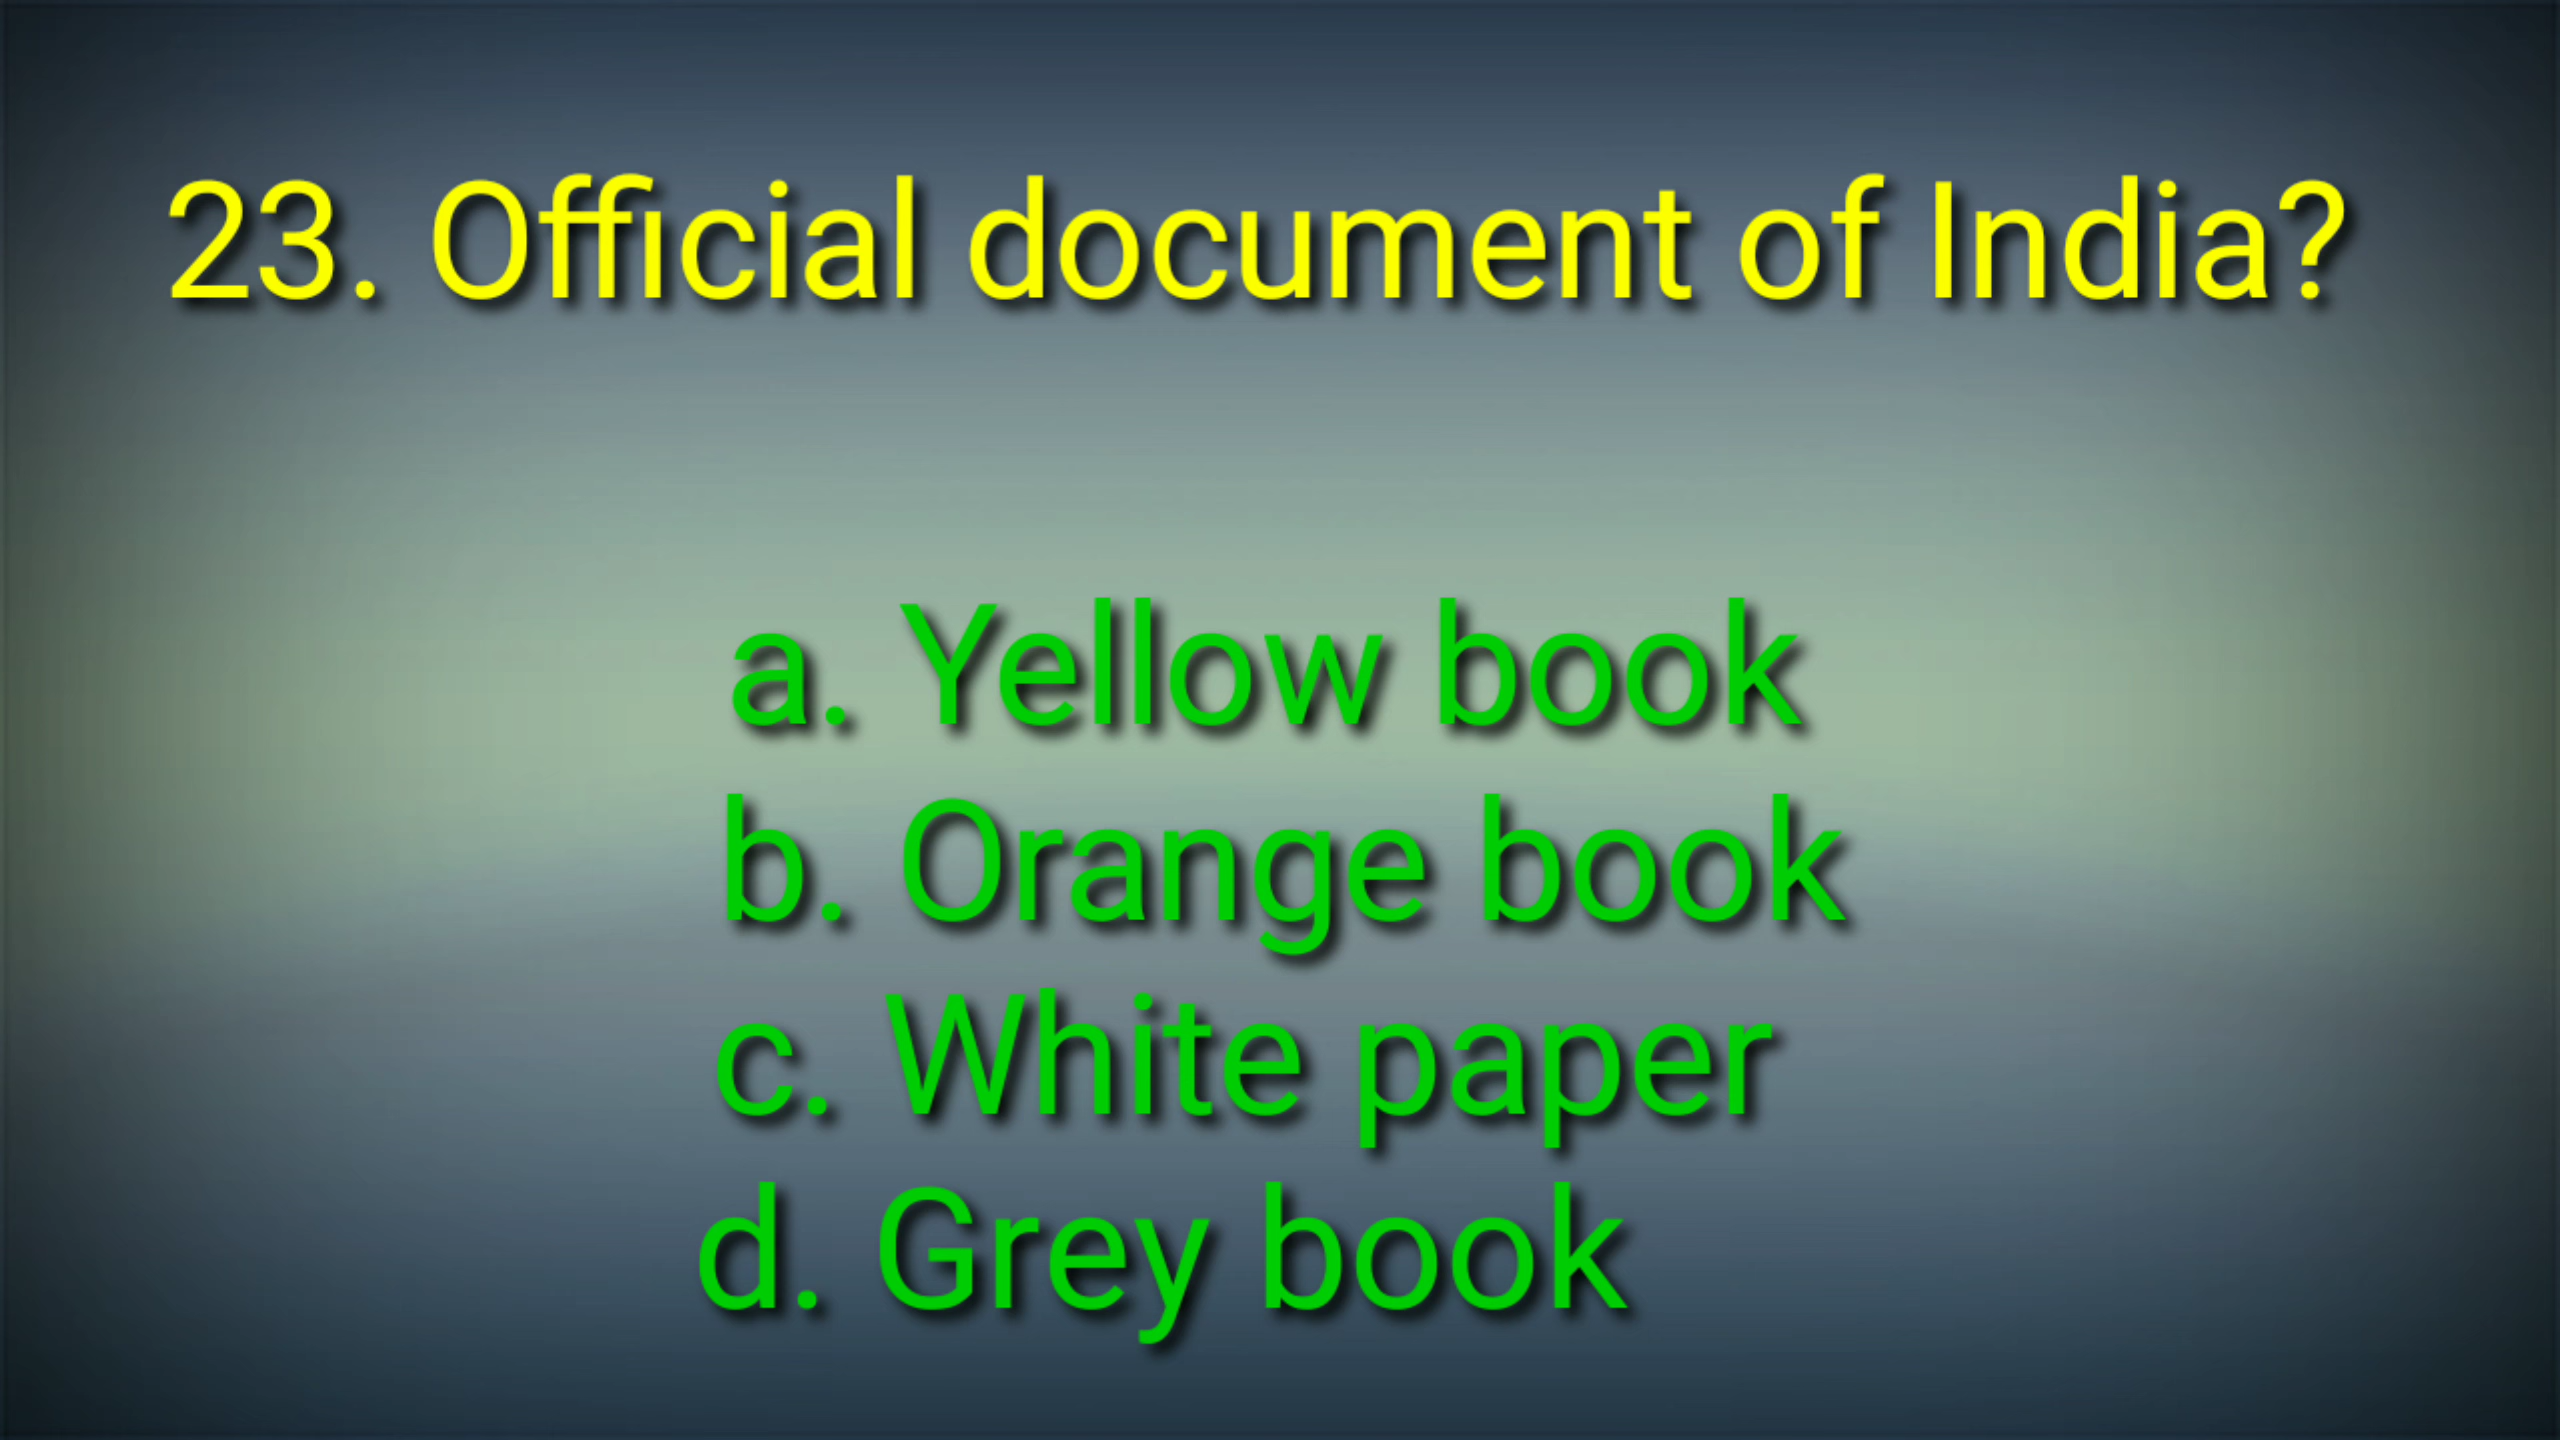 23. Official document of India?
a. Yellow book
b. Orange book
c. White paper
d. Grey book